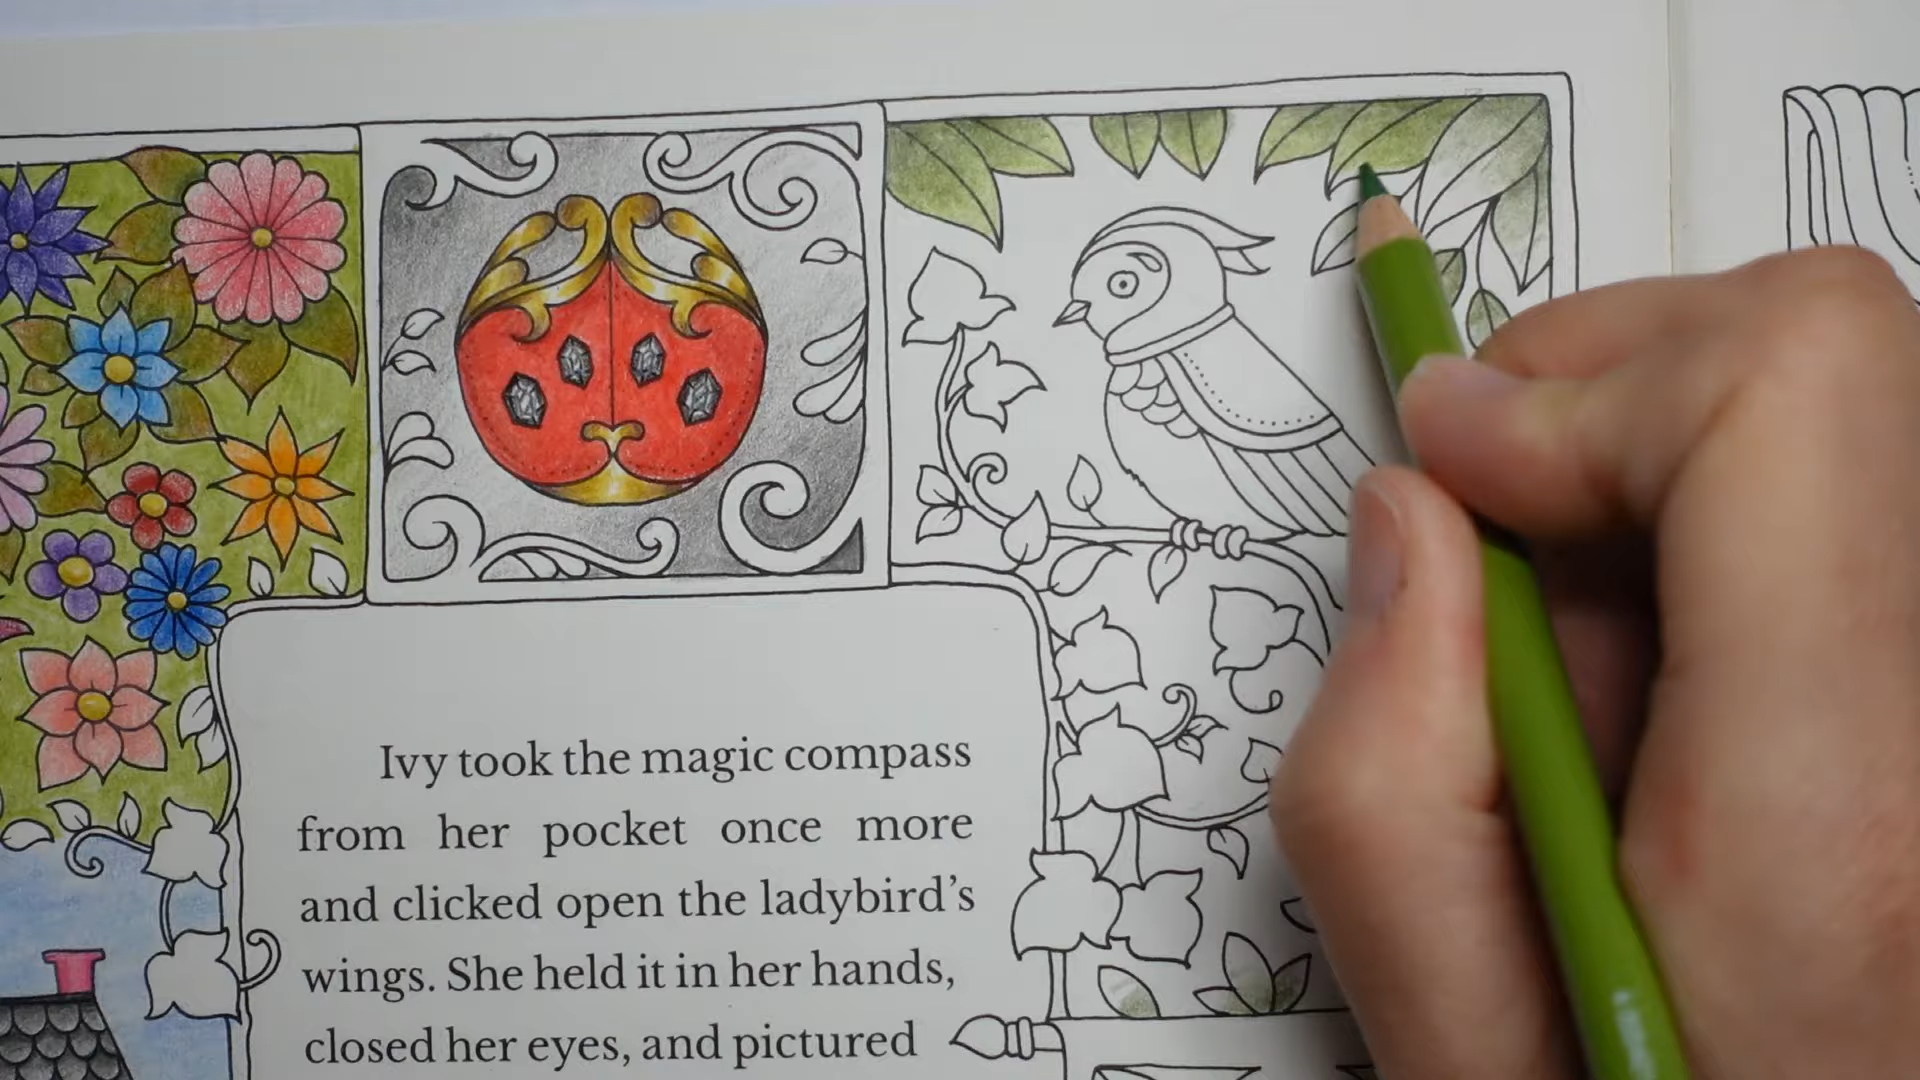 Ivy took the magic compass
from her pocket once more
and clicked open the ladybird’s
wings. She held it in her hands,
closed her eyes, and pictured